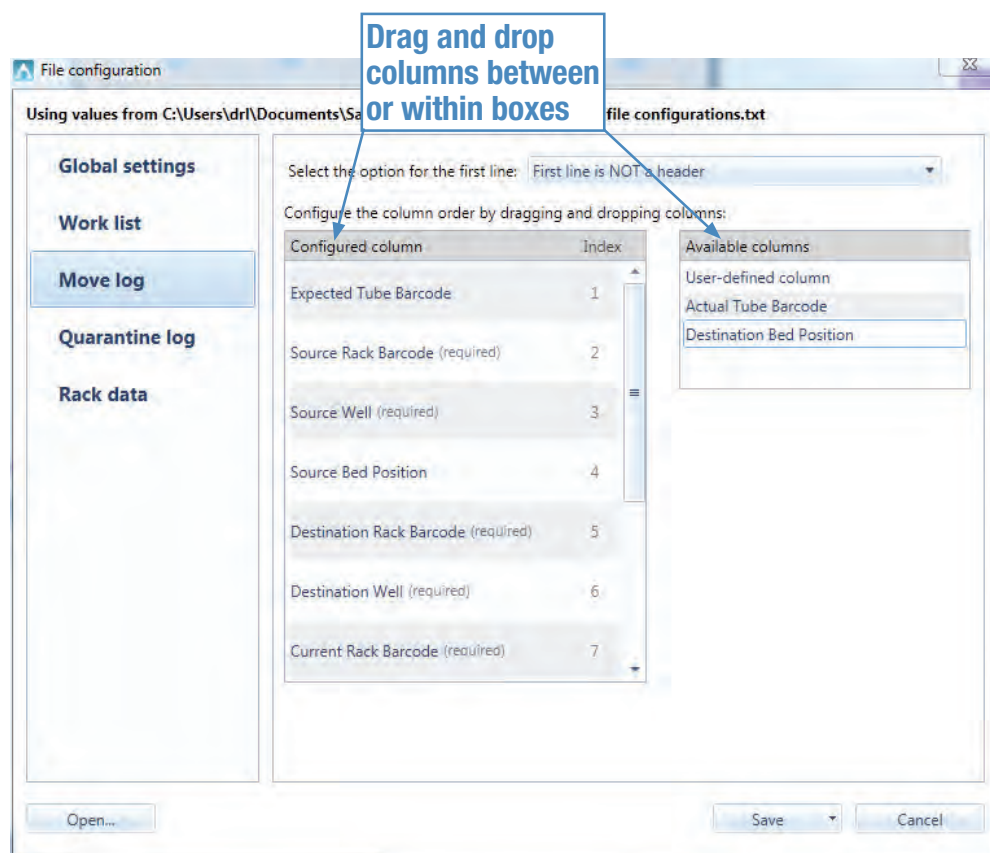 Drag and drop
columns between
or within boxes
File configuration
Using values from C:\Users\drl\Documents\Sa file configurations.txt
Global settings
Work list
Move log
Quarantine log
Rack data
Select the option for the first line: First line is NOT a header
Configure the column order by dragging and dropping columns:
Configured column Index
Expected Tube Barcode 1
Source Rack Barcode (required) 2
Source Well (required) 3
Source Bed Position 4
Destination Rack Barcode (required) 5
Destination Well (required) 6
Current Rack Barcode (required) 7
Available columns
User-defined column
Actual Tube Barcode
Destination Bed Position
Open...
Save
Cancel